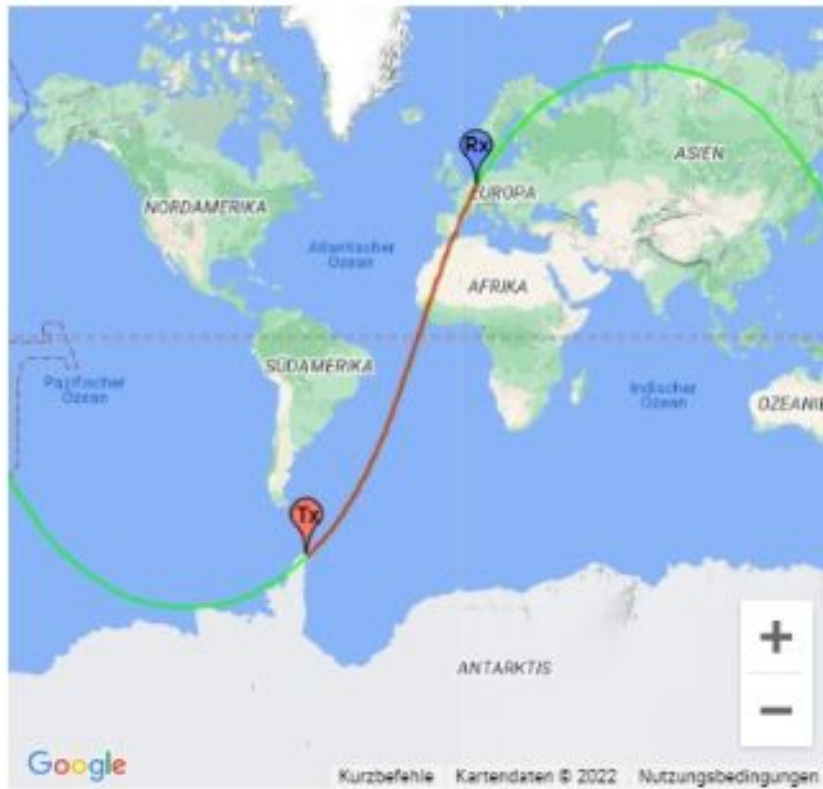 Rx
ASIEN
EUROPA
NORDAMERIKA
Atlantischer
Ozean
AFRIKA
SÜDAMERIKA
Pazifischer
Ozean
Indischer
Ozean
OZEANIE
Tx
+
ANTARKTIS
−
Google
Kurzbefehle Kartendaten © 2022 Nutzungsbedingungen